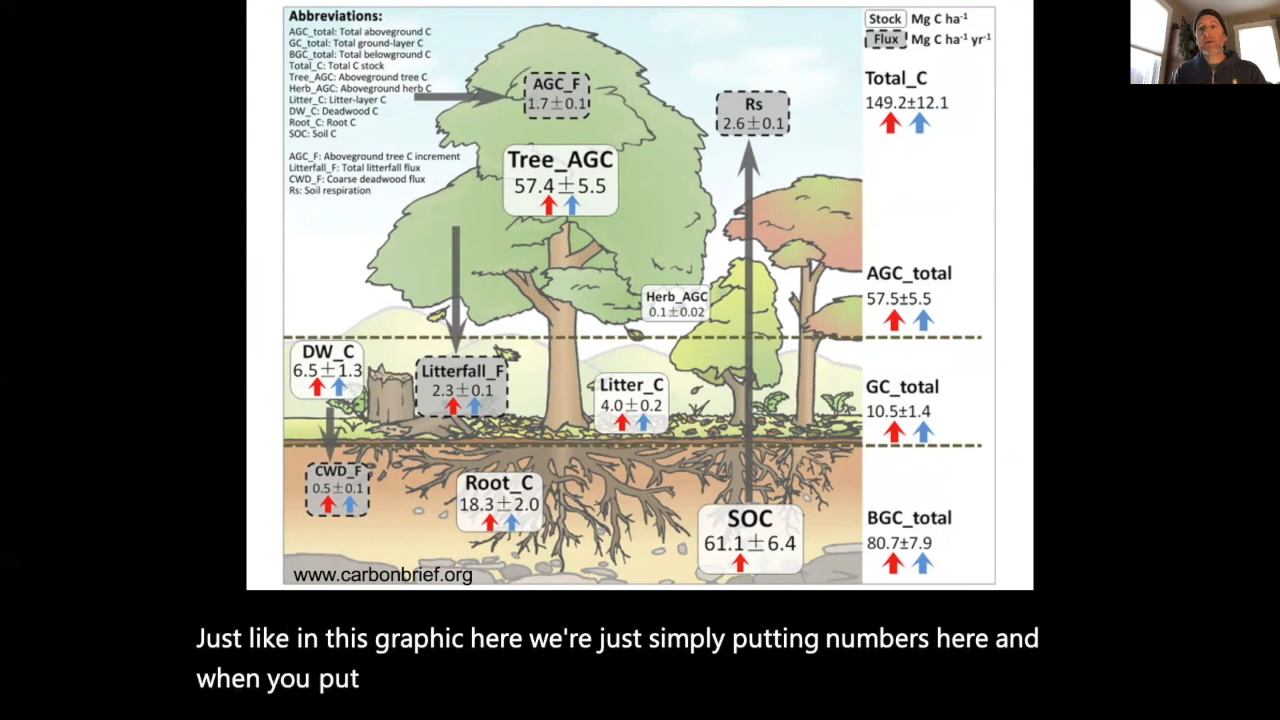 Abbreviations:
AGC_total: Total aboveground C
GC_total: Total ground-layer C
BGC_total: Total belowground C
Total_C: Total C stock
Tree_AGC: Aboveground tree C
Herb_AGC: Aboveground herb C
Litter_C: Litter-layer C
DW_C: Deadwood C
Root_C: Root C
SOC: Soil C
AGC_F: Aboveground tree C increment
Litterfall_F: Total litterfall flux
CWD_F: Coarse deadwood flux
Rs: Soil respiration
AGC_F
1.7±0.1
Rs
2.6±0.1
Tree_AGC
57.4±5.5
Herb_AGC
0.1±0.02
DW_C
6.5±1.3
Litterfall_F
2.3±0.1
Litter_C
4.0±0.2
CWD_F
0.5±0.1
Root_C
18.3±2.0
SOC
61.1±6.4
www.carbonbrief.org
Stock Mg C ha⁻¹
Flux Mg C ha⁻¹ yr⁻¹
Total_C
149.2±12.1
AGC_total
57.5±5.5
GC_total
10.5±1.4
BGC_total
80.7±7.9
Just like in this graphic here we're just simply putting numbers here and
when you put